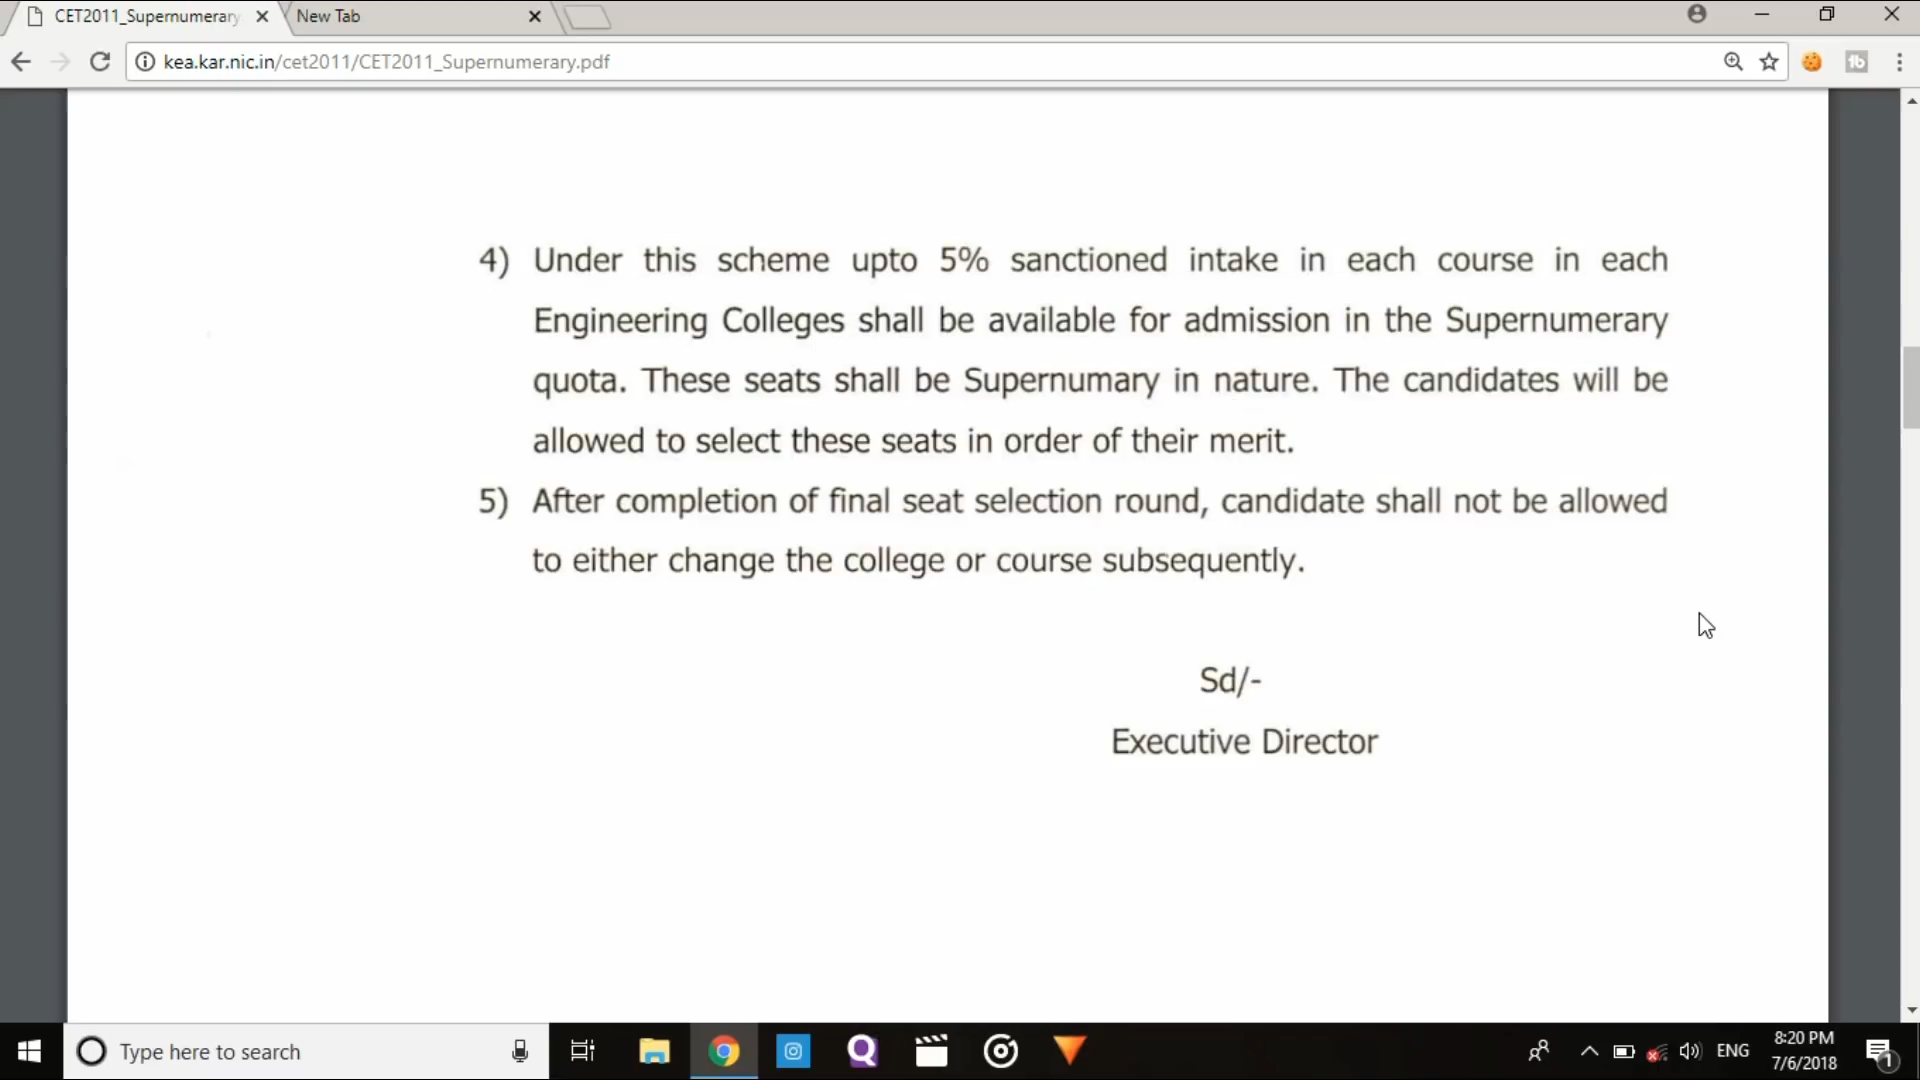 CET2011_Supernumerary
New Tab
kea.kar.nic.in/cet2011/CET2011_Supernumerary.pdf
4) Under this scheme upto 5% sanctioned intake in each course in each
Engineering Colleges shall be available for admission in the Supernumerary
quota. These seats shall be Supernumary in nature. The candidates will be
allowed to select these seats in order of their merit.
5) After completion of final seat selection round, candidate shall not be allowed
to either change the college or course subsequently.
Sd/-
Executive Director
Type here to search
ENG
8:20 PM
7/6/2018
1